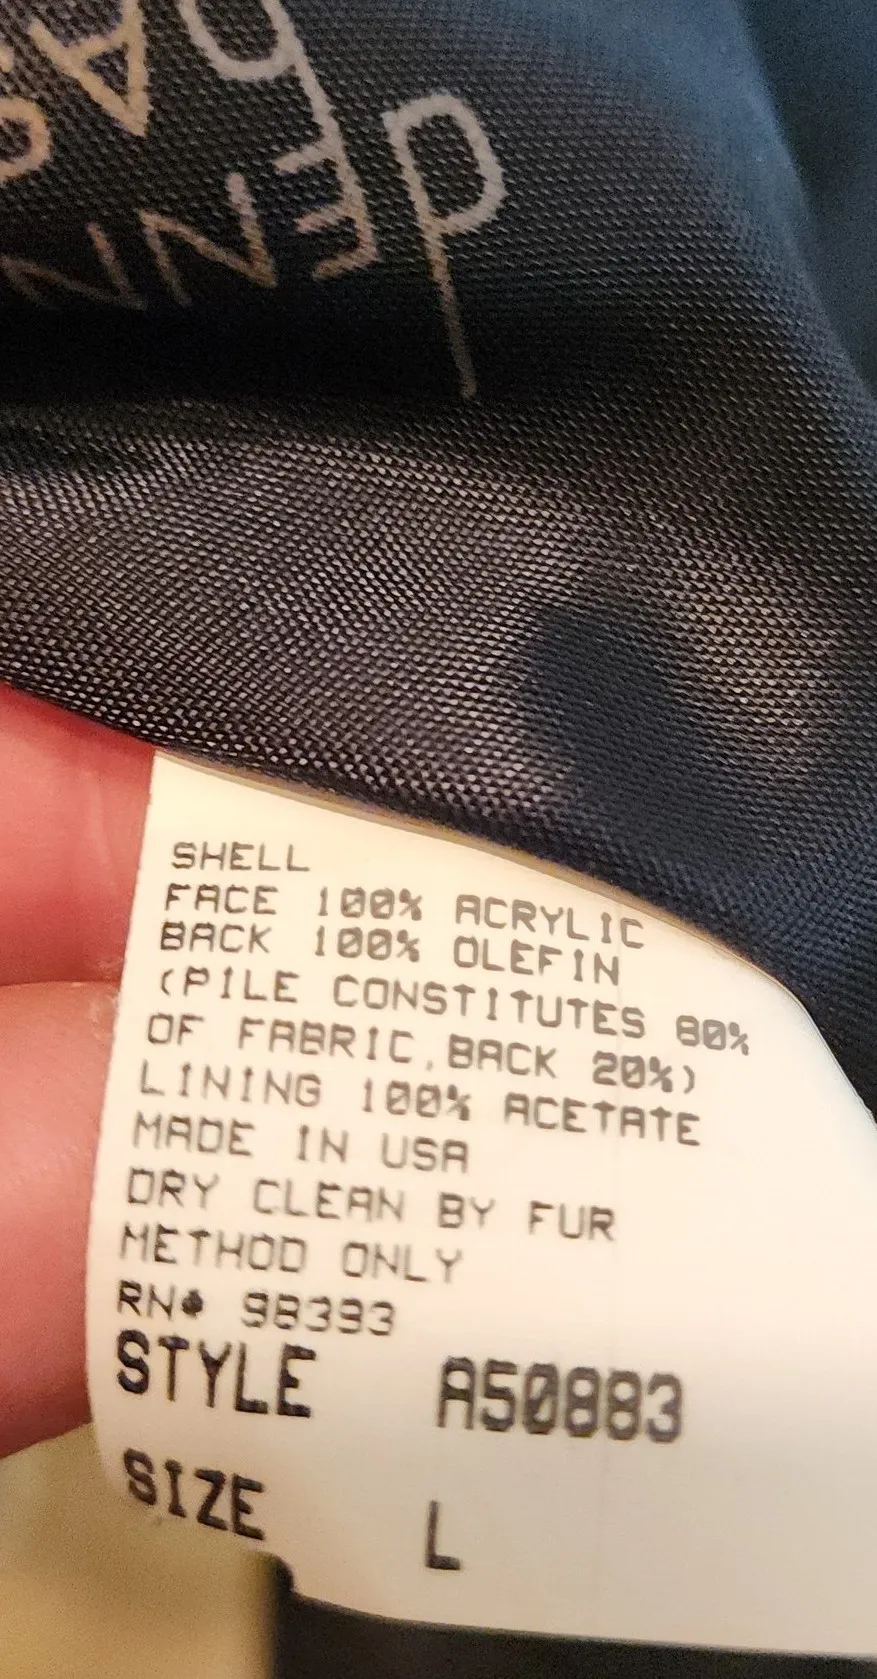 SHELL
FACE 100% ACRYLIC
BACK 100% OLEFIN
(PILE CONSTITUTES 80%
OF FABRIC, BACK 20%)
LINING 100% ACETATE
MADE IN USA
DRY CLEAN BY FUR
METHOD ONLY
RN# 98393
STYLE A50883
SIZE L